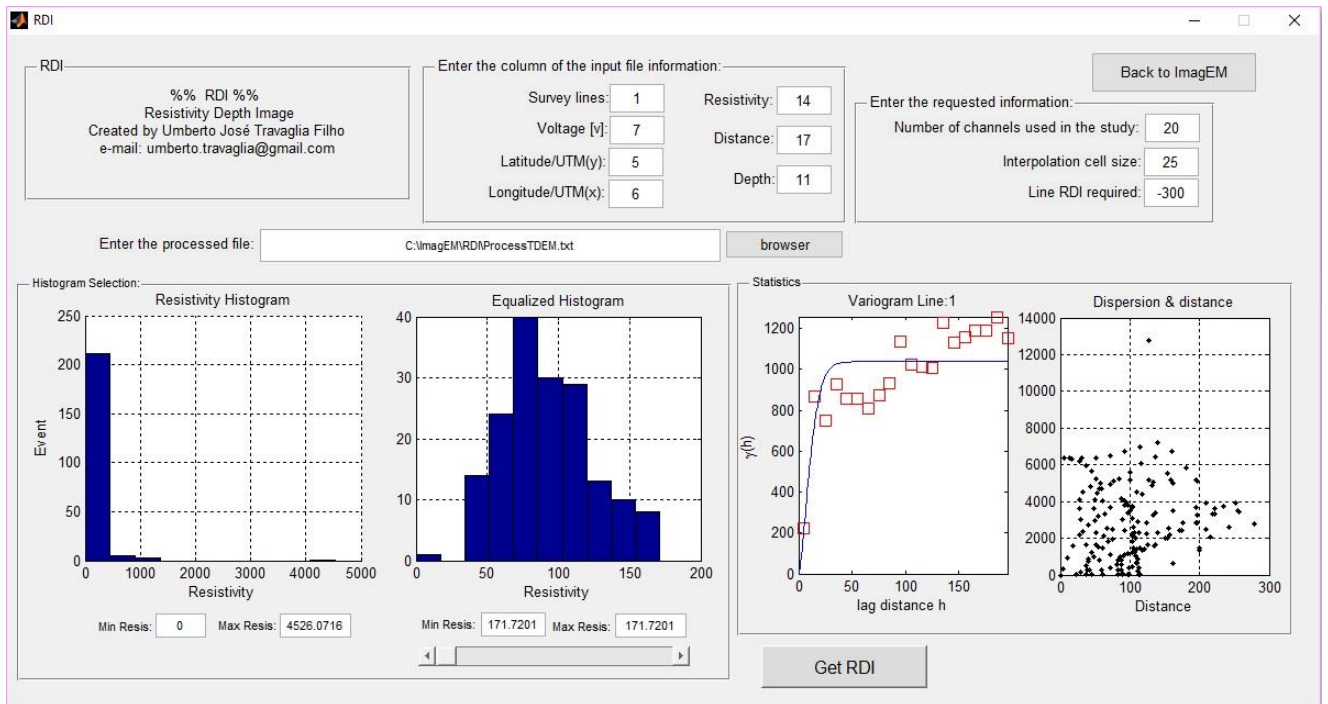 RDI
RDI
%% RDI %%
Resistivity Depth Image
Created by Umberto José Travaglia Filho
e-mail: umberto.travaglia@gmail.com
Enter the column of the input file information:
Survey lines: 1
Voltage [v]: 7
Latitude/UTM(y): 5
Longitude/UTM(x): 6
Resistivity: 14
Distance: 17
Depth: 11
Back to ImagEM
Enter the requested information:
Number of channels used in the study: 20
Interpolation cell size: 25
Line RDI required: -300
Enter the processed file: C:\ImagEM\RDI\ProcessTDEM.txt browser
Histogram Selection:
Resistivity Histogram
250
200
150
100
50
0
Event
0 1000 2000 3000 4000 5000
Resistivity
Min Resis: 0 Max Resis: 4526.0716
Equalized Histogram
40
30
20
10
0
0 50 100 150 200
Resistivity
Min Resis: 171.7201 Max Resis: 171.7201
Statistics
Variogram Line:1
1200
1000
800
600
400
200
0
γ(h)
0 50 100 150
lag distance h
Dispersion & distance
14000
12000
10000
8000
6000
4000
2000
0
0 100 200 300
Distance
Get RDI